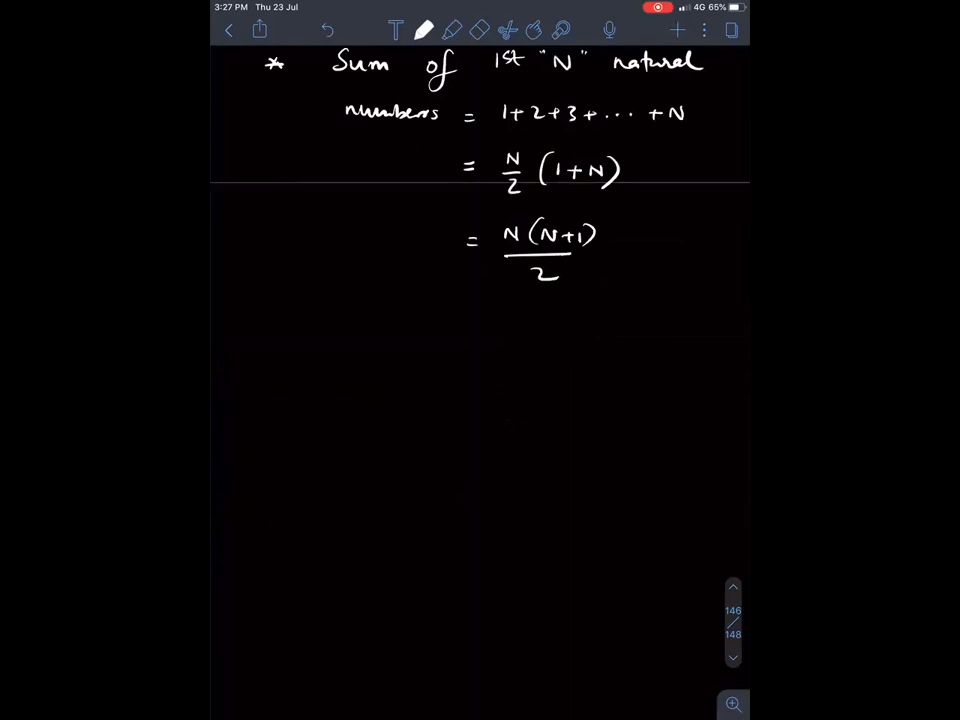 3:27 PM Thu 23 Jul 4G 65%
* Sum of 1st "N" natural
numbers = 1+2+3+ ... +N
= N/2 (1+N)
= N(N+1)/2
146
/
148